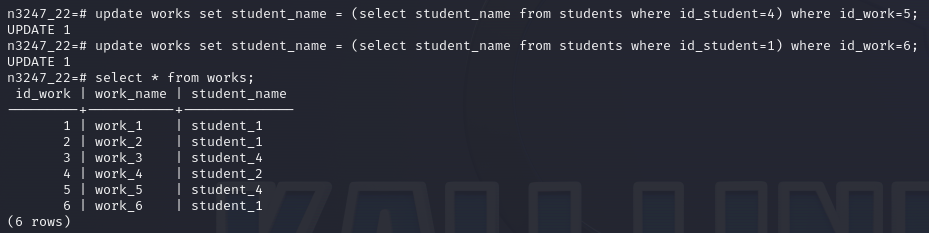 n3247_22=# update works set student_name = (select student_name from students where id_student=4) where id_work=5;
UPDATE 1
n3247_22=# update works set student_name = (select student_name from students where id_student=1) where id_work=6;
UPDATE 1
n3247_22=# select * from works;
 id_work | work_name | student_name
---------+-----------+--------------
       1 | work_1    | student_1
       2 | work_2    | student_1
       3 | work_3    | student_4
       4 | work_4    | student_2
       5 | work_5    | student_4
       6 | work_6    | student_1
(6 rows)